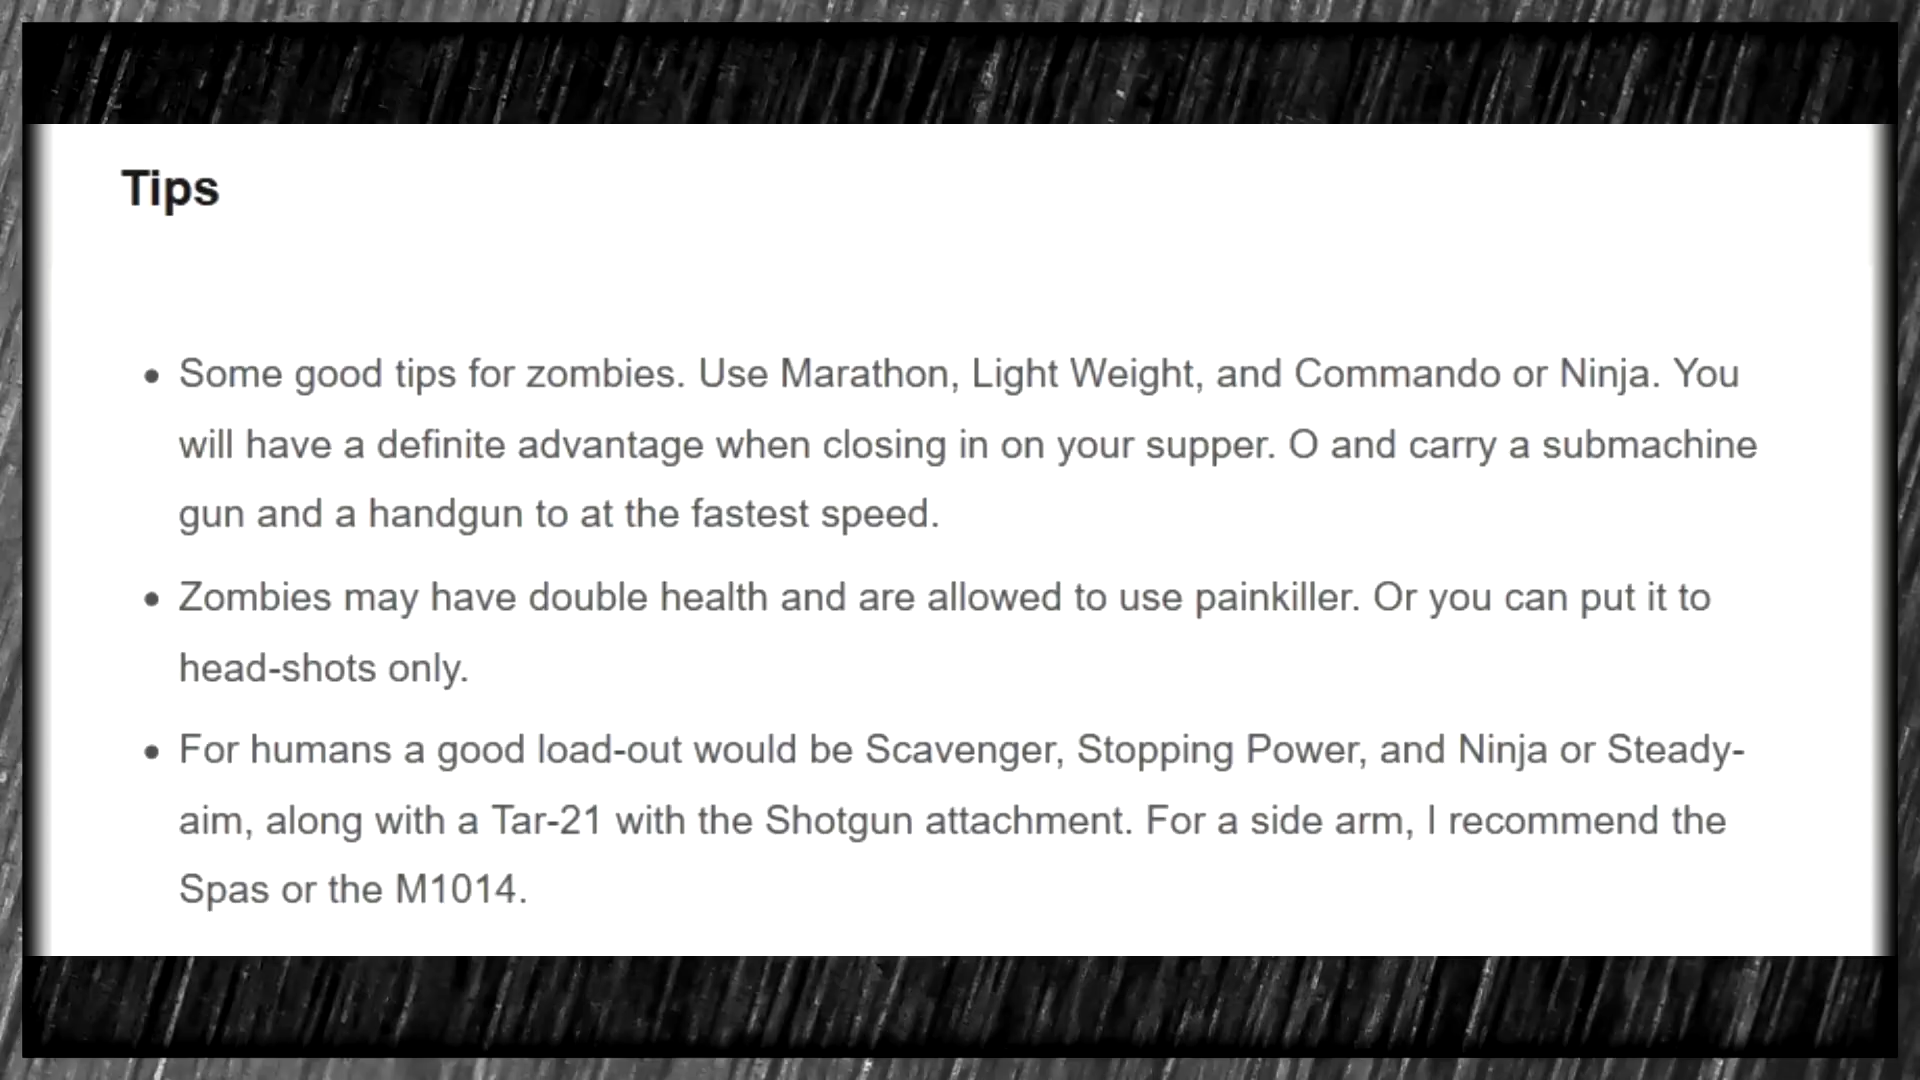 Tips
Some good tips for zombies. Use Marathon, Light Weight, and Commando or Ninja. You
will have a definite advantage when closing in on your supper. O and carry a submachine
gun and a handgun to at the fastest speed.
Zombies may have double health and are allowed to use painkiller. Or you can put it to
head-shots only.
For humans a good load-out would be Scavenger, Stopping Power, and Ninja or Steady-
aim, along with a Tar-21 with the Shotgun attachment. For a side arm, I recommend the
Spas or the M1014.